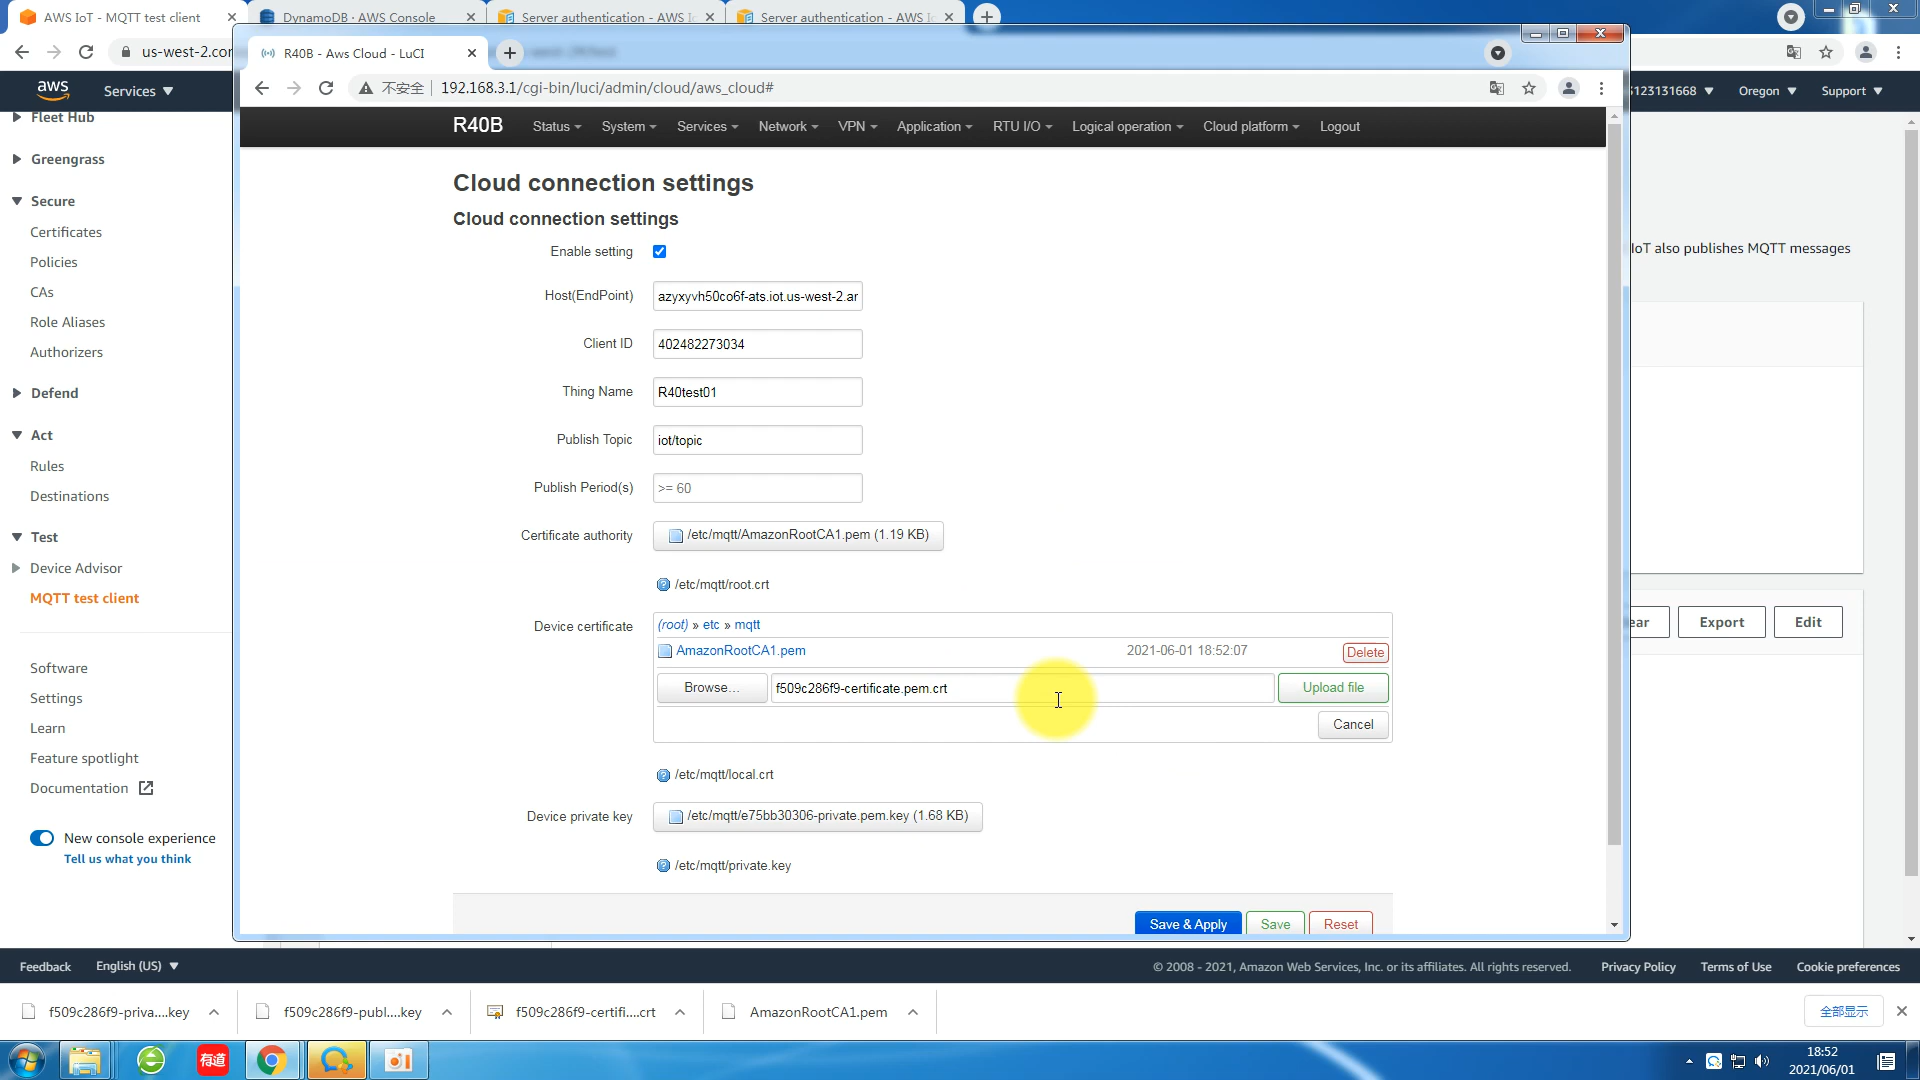 AWS IoT - MQTT test client
DynamoDB · AWS Console
Server authentication - AWS I
Server authentication - AWS I
us-west-2.cor
R40B - Aws Cloud - LuCI
不安全
192.168.3.1/cgi-bin/luci/admin/cloud/aws_cloud#
aws
Services
3123131668
Oregon
Support
R40B
Status
System
Services
Network
VPN
Application
RTU I/O
Logical operation
Cloud platform
Logout
Fleet Hub
Greengrass
Secure
Certificates
Policies
CAs
Role Aliases
Authorizers
Defend
Act
Rules
Destinations
Test
Device Advisor
MQTT test client
Software
Settings
Learn
Feature spotlight
Documentation
New console experience
Tell us what you think
Cloud connection settings
Cloud connection settings
Enable setting
Host(EndPoint)
azyxyvh50co6f-ats.iot.us-west-2.ar
Client ID
402482273034
Thing Name
R40test01
Publish Topic
iot/topic
Publish Period(s)
>= 60
Certificate authority
/etc/mqtt/AmazonRootCA1.pem (1.19 KB)
/etc/mqtt/root.crt
Device certificate
(root) » etc » mqtt
AmazonRootCA1.pem
2021-06-01 18:52:07
Delete
Browse…
f509c286f9-certificate.pem.crt
Upload file
Cancel
/etc/mqtt/local.crt
Device private key
/etc/mqtt/e75bb30306-private.pem.key (1.68 KB)
/etc/mqtt/private.key
Save & Apply
Save
Reset
IoT also publishes MQTT messages
ear
Export
Edit
Feedback
English (US)
© 2008 - 2021, Amazon Web Services, Inc. or its affiliates. All rights reserved.
Privacy Policy
Terms of Use
Cookie preferences
f509c286f9-priva....key
f509c286f9-publ....key
f509c286f9-certifi....crt
AmazonRootCA1.pem
全部显示
有道
18:52
2021/06/01